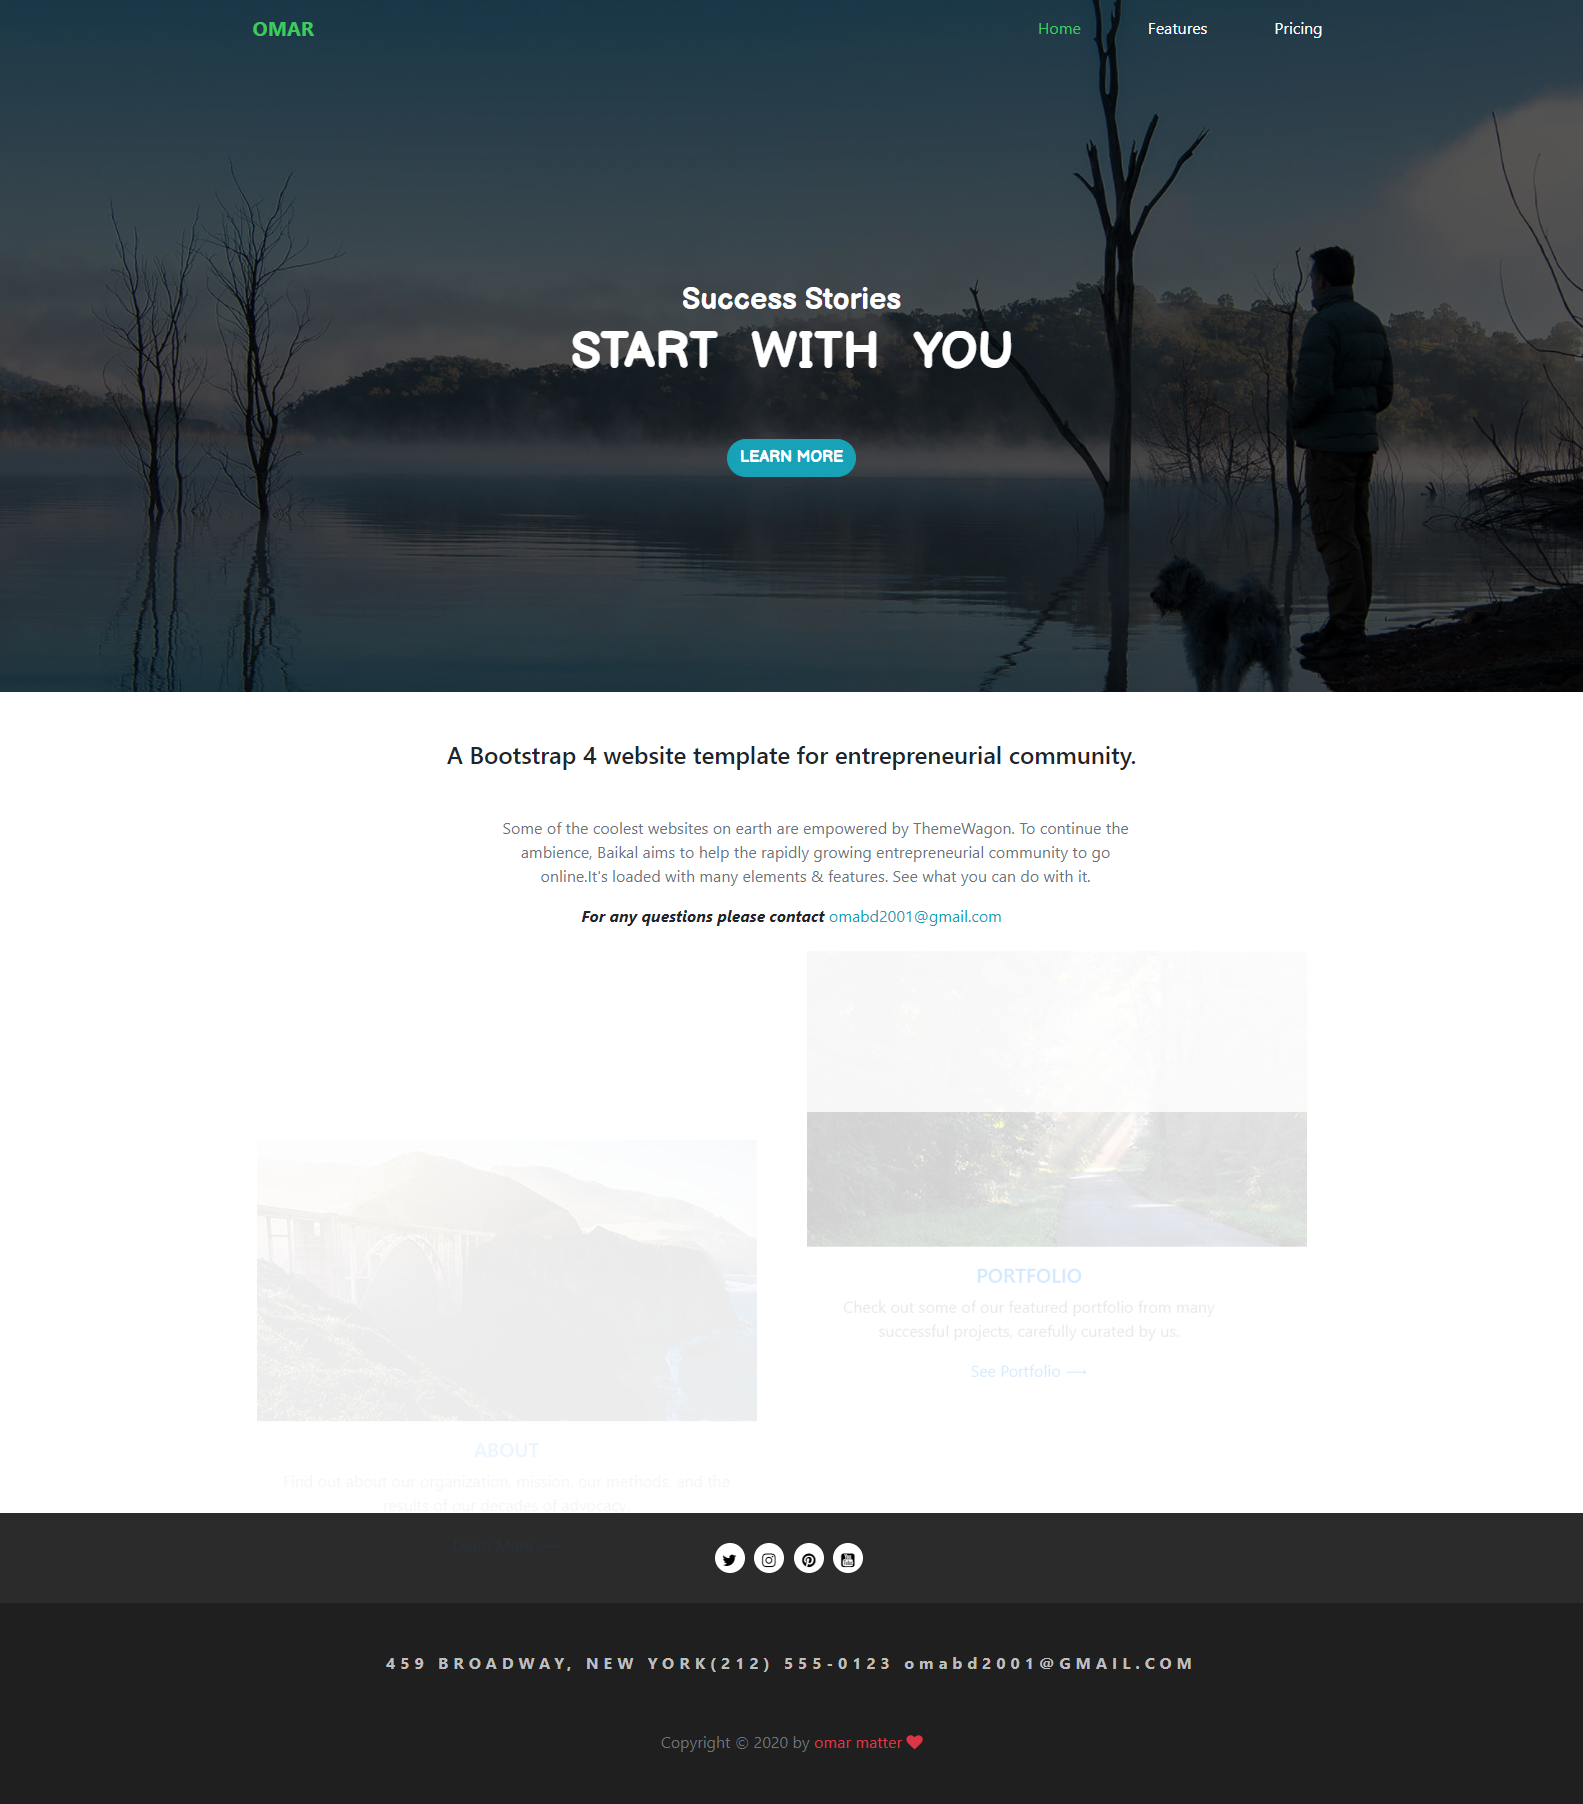 OMAR
Home
Features
Pricing
Success Stories
START WITH YOU
LEARN MORE
A Bootstrap 4 website template for entrepreneurial community.
Some of the coolest websites on earth are empowered by ThemeWagon. To continue the
ambience, Baikal aims to help the rapidly growing entrepreneurial community to go
online.It's loaded with many elements & features. See what you can do with it.
For any questions please contact omabd2001@gmail.com
PORTFOLIO
Check out some of our featured portfolio from many
successful projects, carefully curated by us.
See Portfolio ⟶
ABOUT
Find out about our organization, mission, our methods, and the
results of our decades of advocacy.
Learn More ⟶
459 BROADWAY, NEW YORK(212) 555-0123 omabd2001@GMAIL.COM
Copyright © 2020 by omar matter